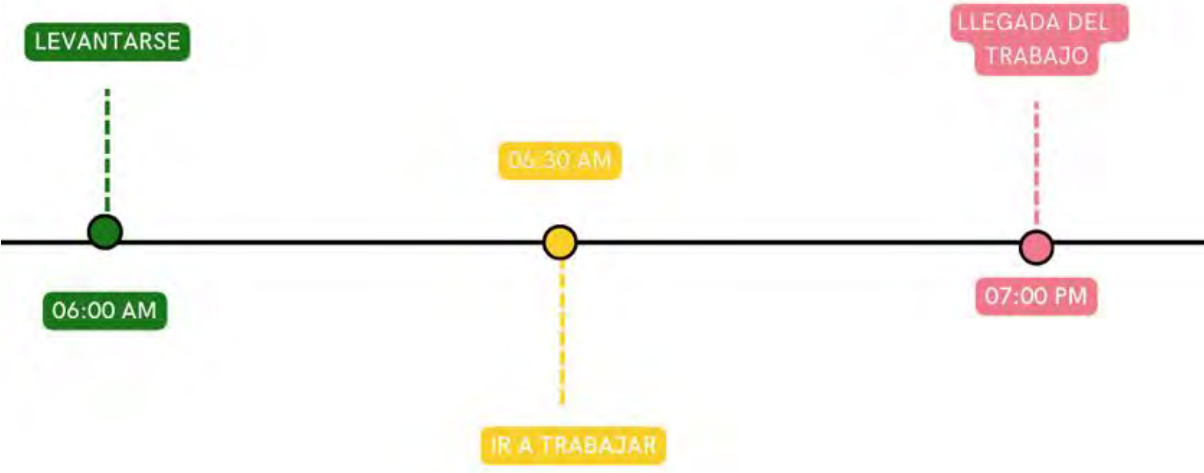 LEVANTARSE
06:00 AM
06:30 AM
IR A TRABAJAR
LLEGADA DEL
TRABAJO
07:00 PM